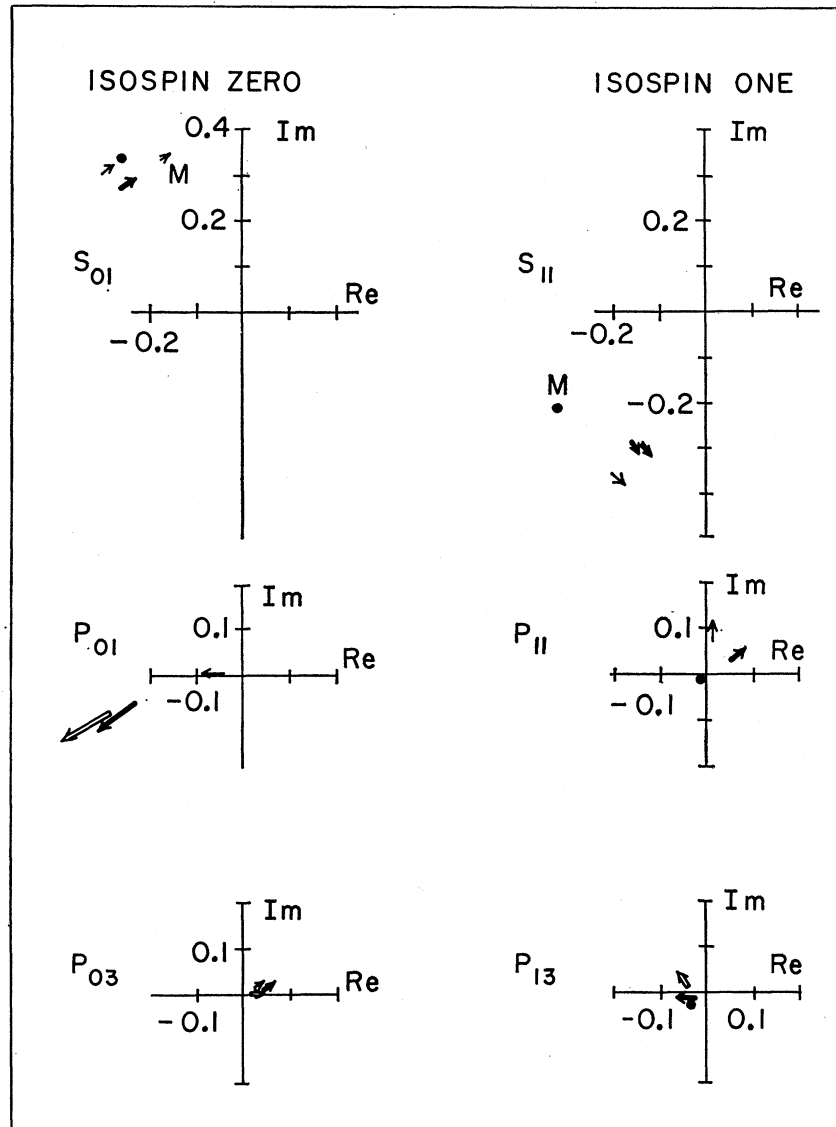 ISOSPIN ZERO
ISOSPIN ONE
0.4 Im
M
0.2
S01
Re
-0.2
Im
0.2
S11
Re
-0.2
M
-0.2
Im
P01
0.1
Re
-0.1
Im
P11
0.1
Re
-0.1
Im
P03
0.1
Re
-0.1
Im
P13
Re
-0.1 0.1